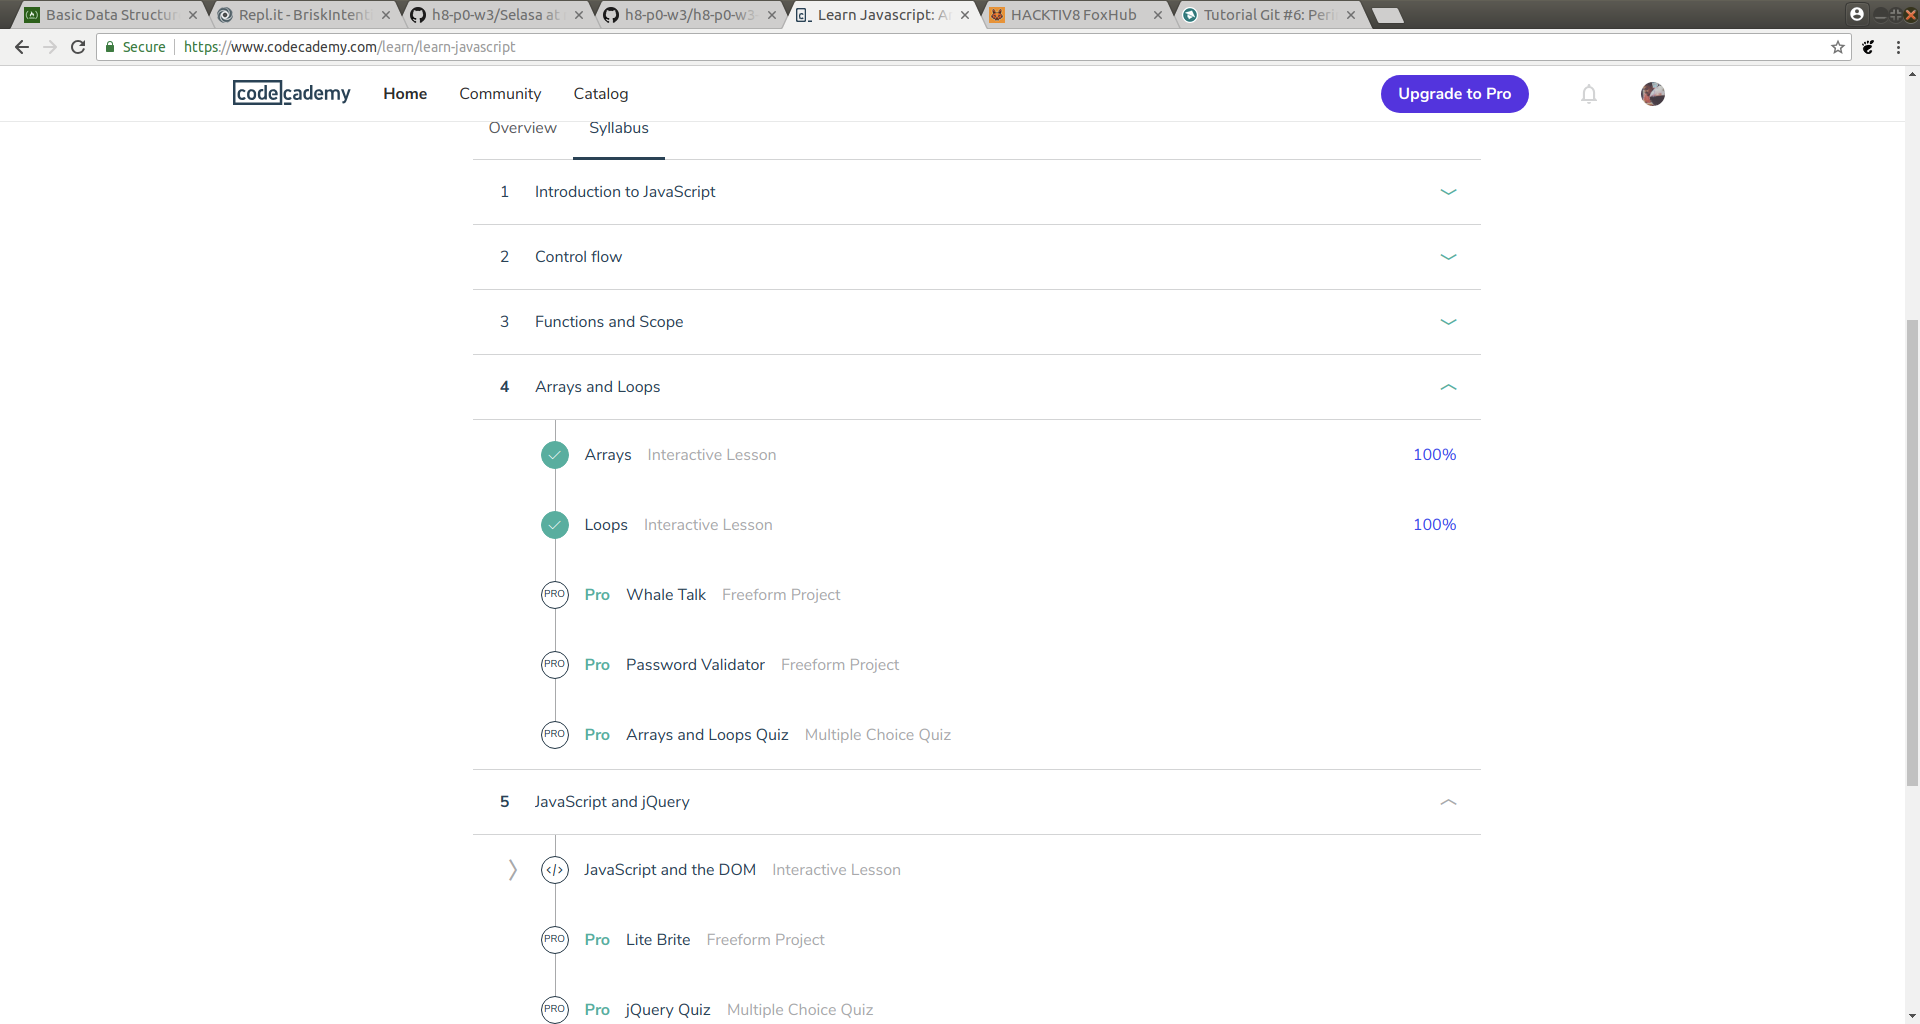 Basic Data Structur
Repl.it - BriskIntenti
h8-p0-w3/Selasa at
h8-p0-w3/h8-p0-w3-
Learn Javascript: A
HACKTIV8 FoxHub
Tutorial Git #6: Peri
Secure
https://www.codecademy.com/learn/learn-javascript
codecademy
Home
Community
Catalog
Upgrade to Pro
Overview
Syllabus
1 Introduction to JavaScript
2 Control flow
3 Functions and Scope
4 Arrays and Loops
Arrays Interactive Lesson 100%
Loops Interactive Lesson 100%
PRO Pro Whale Talk Freeform Project
PRO Pro Password Validator Freeform Project
PRO Pro Arrays and Loops Quiz Multiple Choice Quiz
5 JavaScript and jQuery
</> JavaScript and the DOM Interactive Lesson
PRO Pro Lite Brite Freeform Project
PRO Pro jQuery Quiz Multiple Choice Quiz